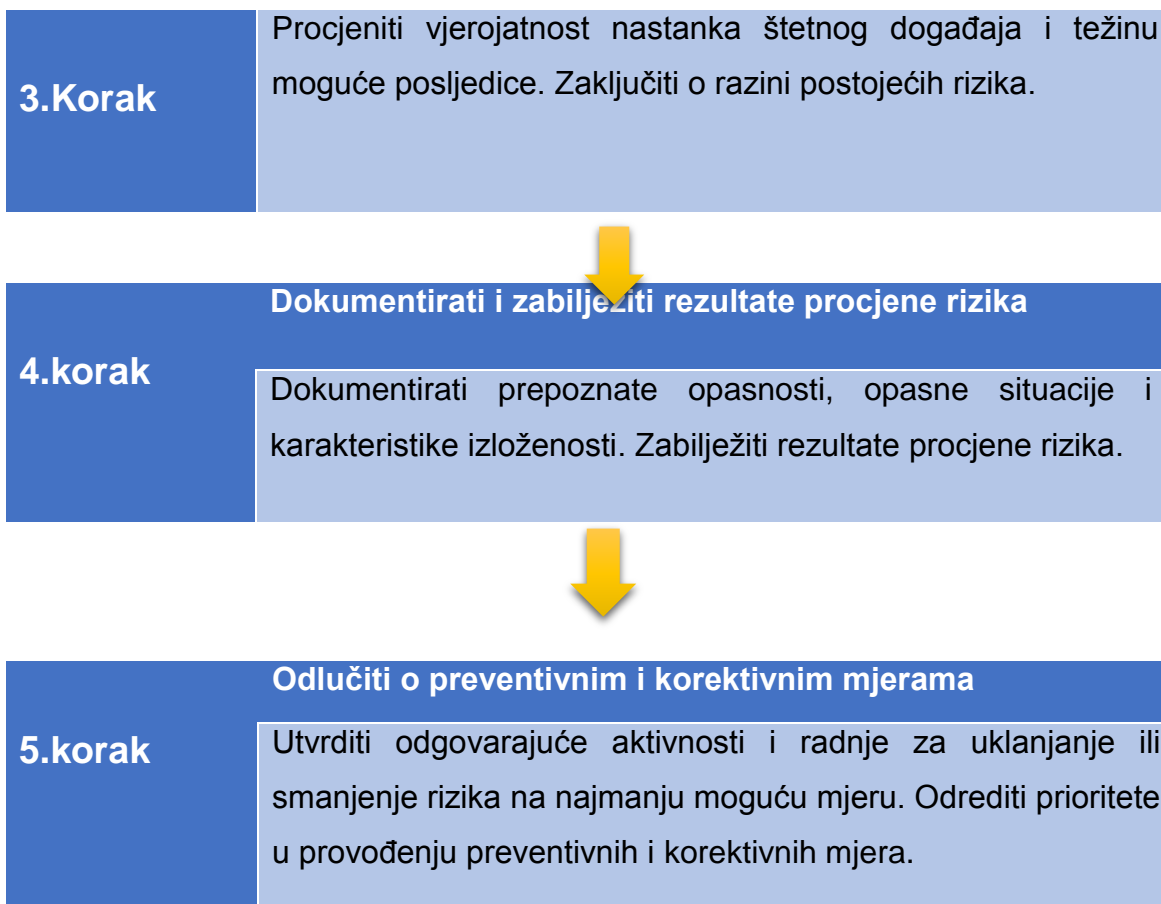 3.Korak
Procjeniti vjerojatnost nastanka štetnog događaja i težinu
moguće posljedice. Zaključiti o razini postojećih rizika.
4.korak
Dokumentirati i zabilježiti rezultate procjene rizika
Dokumentirati prepoznate opasnosti, opasne situacije i
karakteristike izloženosti. Zabilježiti rezultate procjene rizika.
5.korak
Odlučiti o preventivnim i korektivnim mjerama
Utvrditi odgovarajuće aktivnosti i radnje za uklanjanje ili
smanjenje rizika na najmanju moguću mjeru. Odrediti prioritete
u provođenju preventivnih i korektivnih mjera.